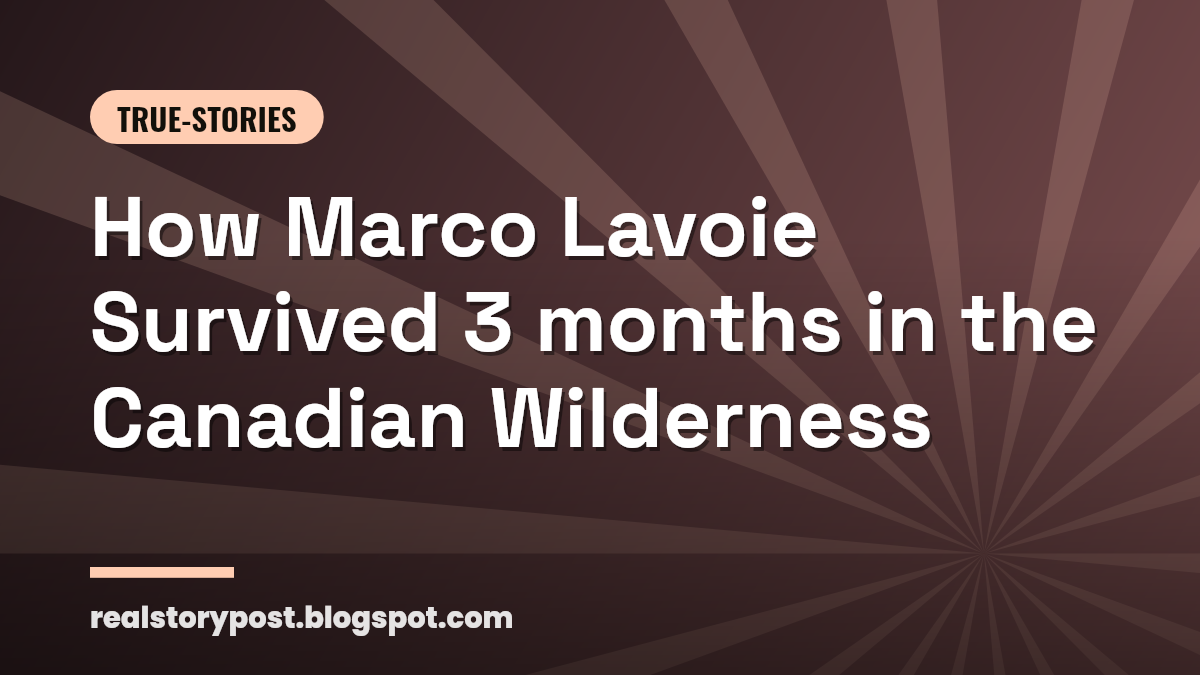 TRUE-STORIES
How Marco Lavoie
Survived 3 months in the
Canadian Wilderness
realstorypost.blogspot.com